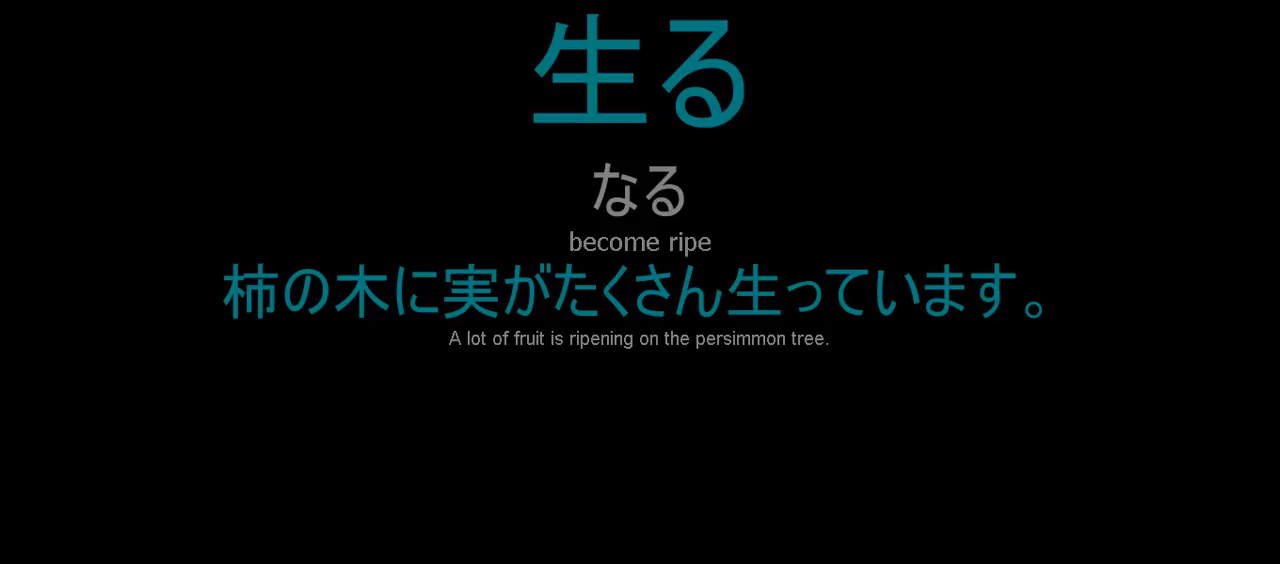 生る
なる
become ripe
柿の木に実がたくさん生っています。
A lot of fruit is ripening on the persimmon tree.